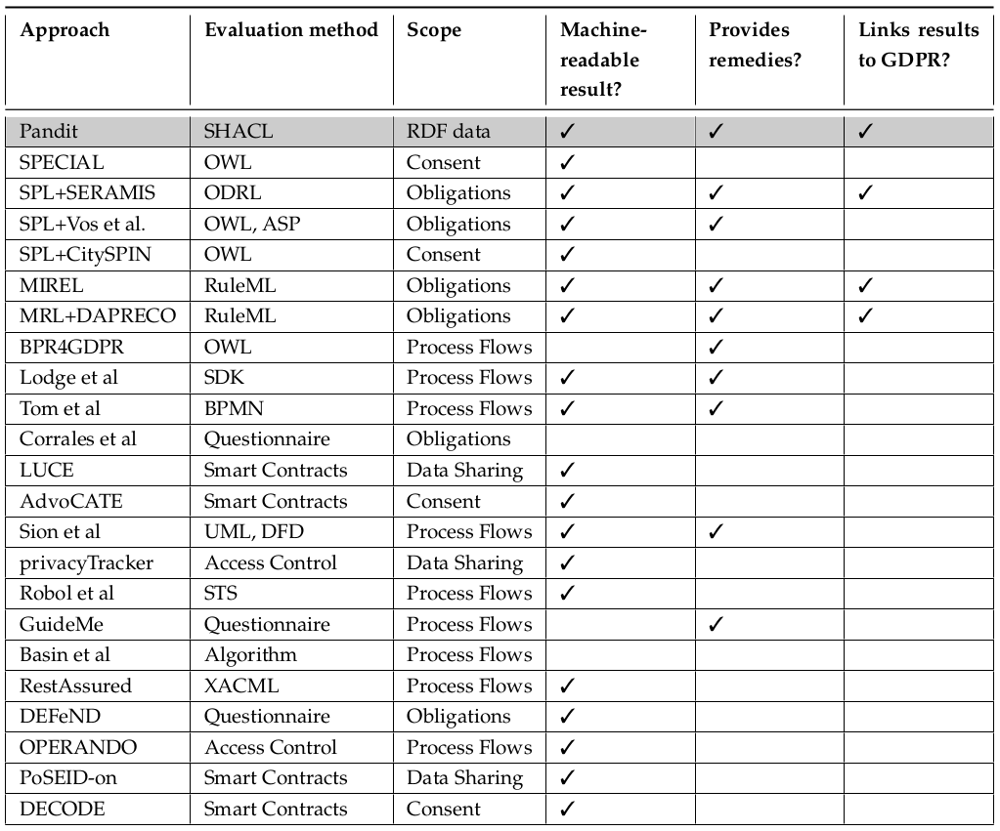 Approach Evaluation method Scope Machine- Provides Links results
readable remedies? to GDPR?
result?
Pandit SHACL RDF data ✓ ✓ ✓
SPECIAL OWL Consent ✓
SPL+SERAMIS ODRL Obligations ✓ ✓ ✓
SPL+Vos et al. OWL, ASP Obligations ✓ ✓
SPL+CitySPIN OWL Consent ✓
MIREL RuleML Obligations ✓ ✓ ✓
MRL+DAPRECO RuleML Obligations ✓ ✓ ✓
BPR4GDPR OWL Process Flows ✓
Lodge et al SDK Process Flows ✓ ✓
Tom et al BPMN Process Flows ✓ ✓
Corrales et al Questionnaire Obligations
LUCE Smart Contracts Data Sharing ✓
AdvoCATE Smart Contracts Consent ✓
Sion et al UML, DFD Process Flows ✓ ✓
privacyTracker Access Control Data Sharing ✓
Robol et al STS Process Flows ✓
GuideMe Questionnaire Process Flows ✓
Basin et al Algorithm Process Flows
RestAssured XACML Process Flows ✓
DEFeND Questionnaire Obligations ✓
OPERANDO Access Control Process Flows ✓
PoSEID-on Smart Contracts Data Sharing ✓
DECODE Smart Contracts Consent ✓